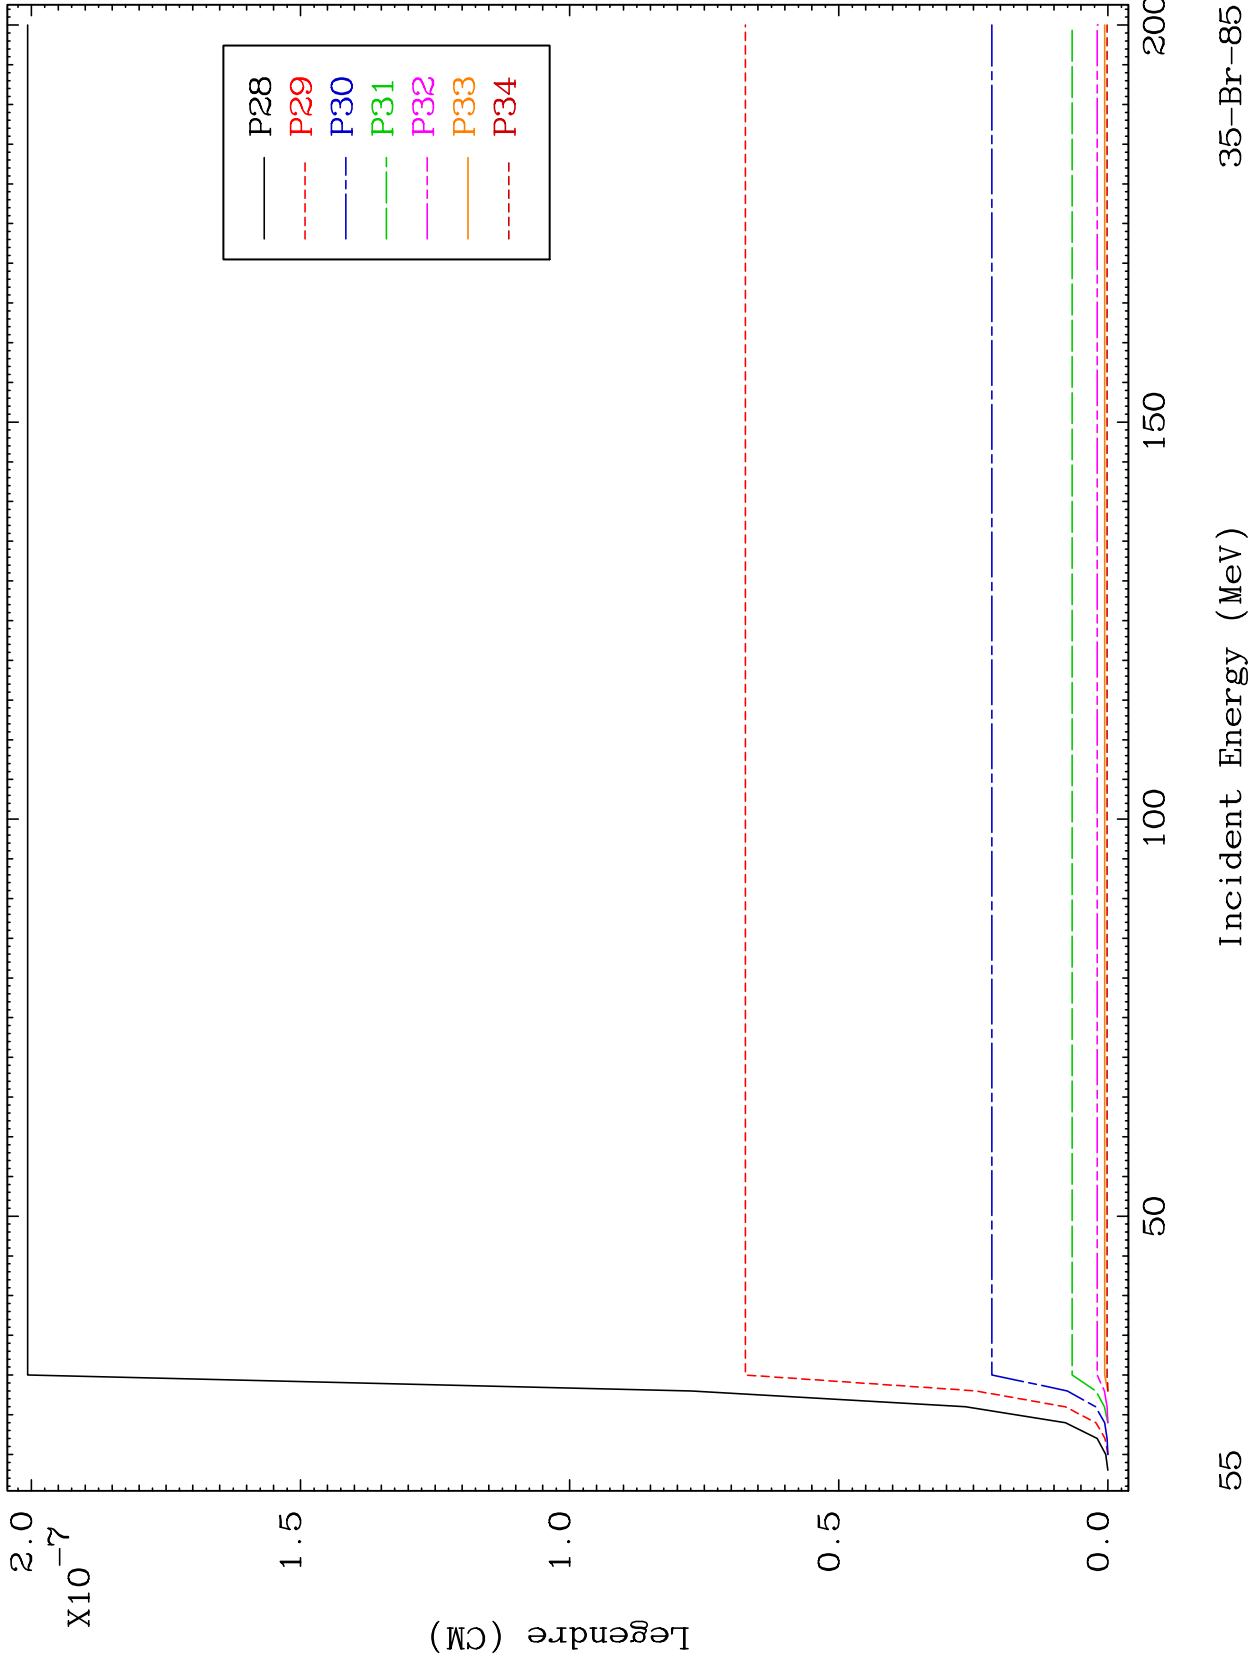 2.0
X10-7
1.5
1.0
0.5
0.0
Legendre (CM)
P28
P29
P30
P31
P32
P33
P34
50
100
150
200
Incident Energy (MeV)
55
35-Br-85